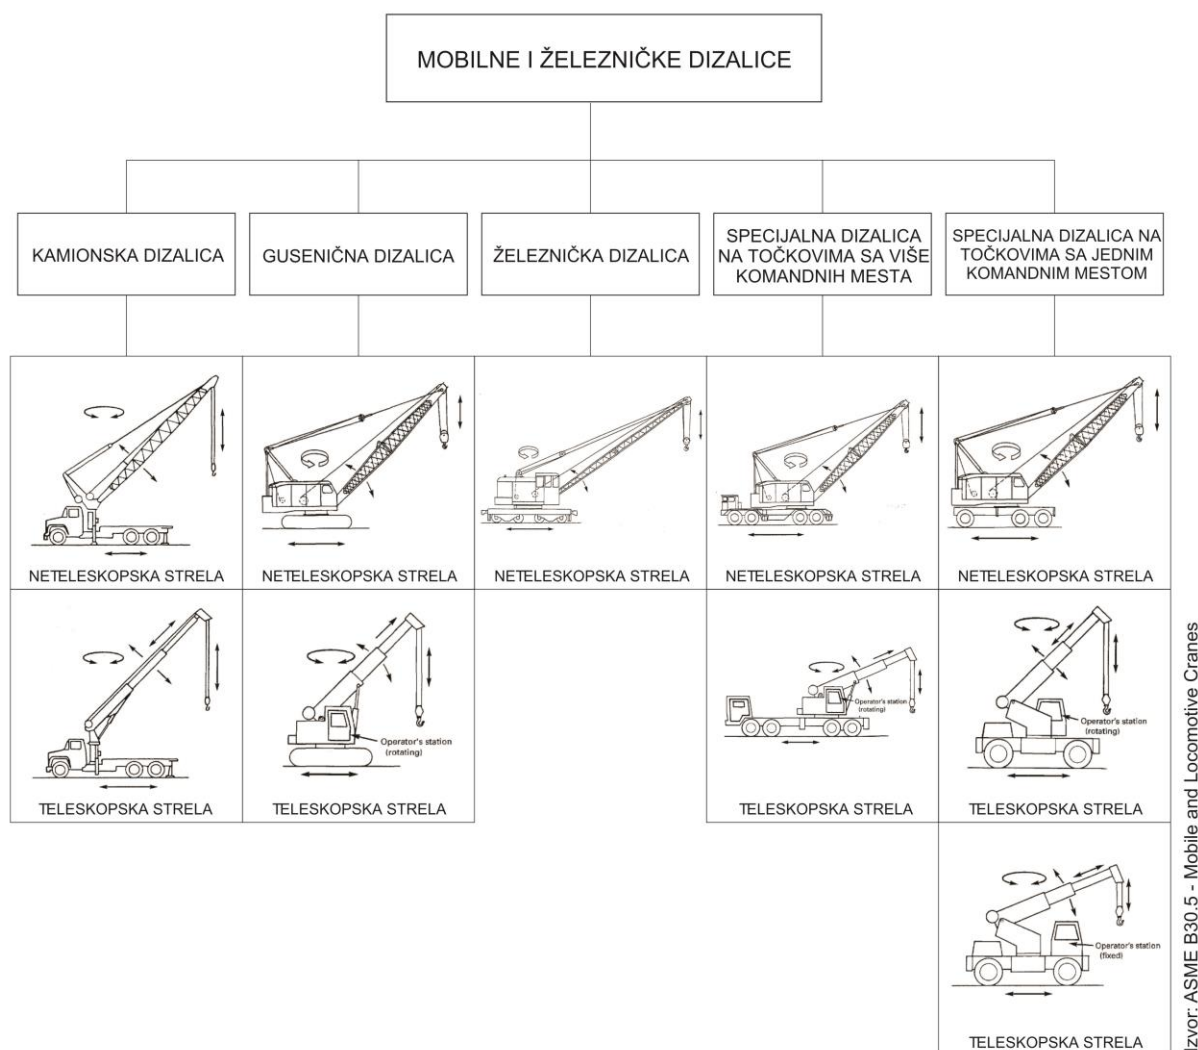 MOBILNE I ŽELEZNIČKE DIZALICE
KAMIONSKA DIZALICA
GUSENIČNA DIZALICA
ŽELEZNIČKA DIZALICA
SPECIJALNA DIZALICA
NA TOČKOVIMA SA VIŠE
KOMANDNIH MESTA
SPECIJALNA DIZALICA NA
TOČKOVIMA SA JEDNIM
KOMANDNIM MESTOM
NETELESKOPSKA STRELA
NETELESKOPSKA STRELA
NETELESKOPSKA STRELA
NETELESKOPSKA STRELA
NETELESKOPSKA STRELA
TELESKOPSKA STRELA
Operator's station
(rotating)
TELESKOPSKA STRELA
Operator's station
(rotating)
TELESKOPSKA STRELA
Operator's station
(rotating)
TELESKOPSKA STRELA
Operator's station
(fixed)
TELESKOPSKA STRELA
Izvor: ASME B30.5 - Mobile and Locomotive Cranes